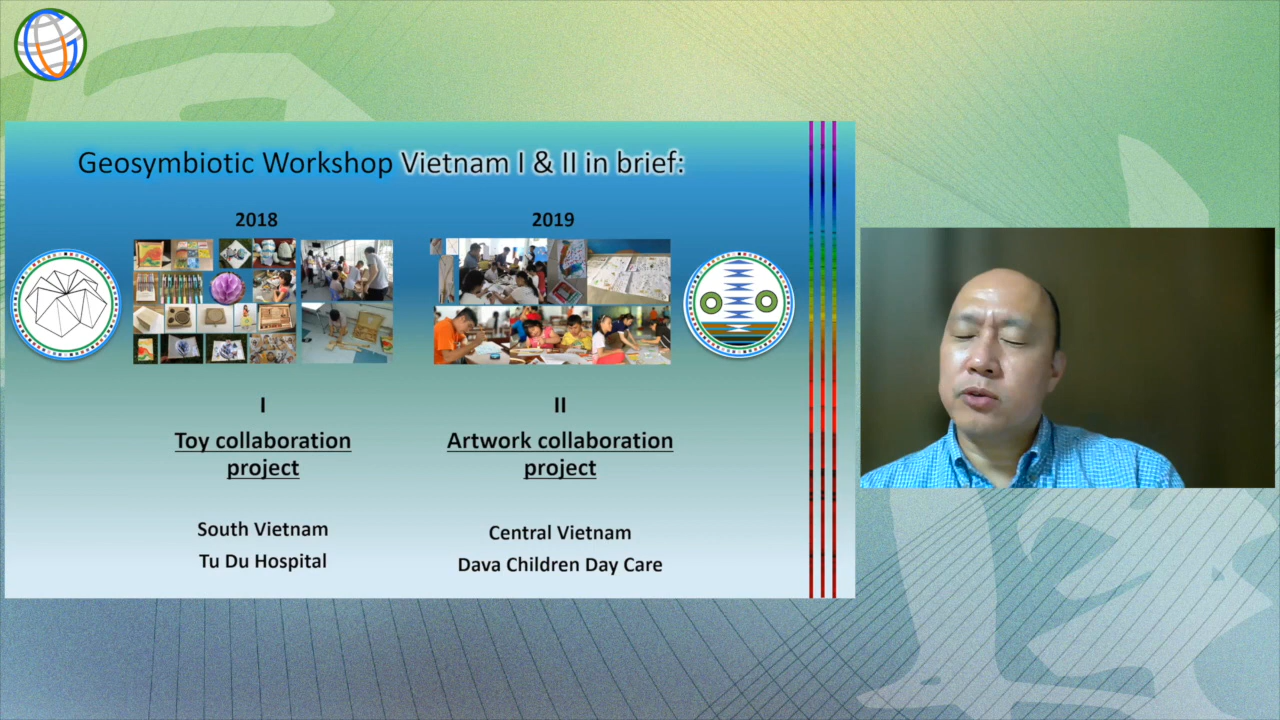 Geosymbiotic Workshop Vietnam I & II in brief:
2018
2019
I
Toy collaboration
project
South Vietnam
Tu Du Hospital
II
Artwork collaboration
project
Central Vietnam
Dava Children Day Care